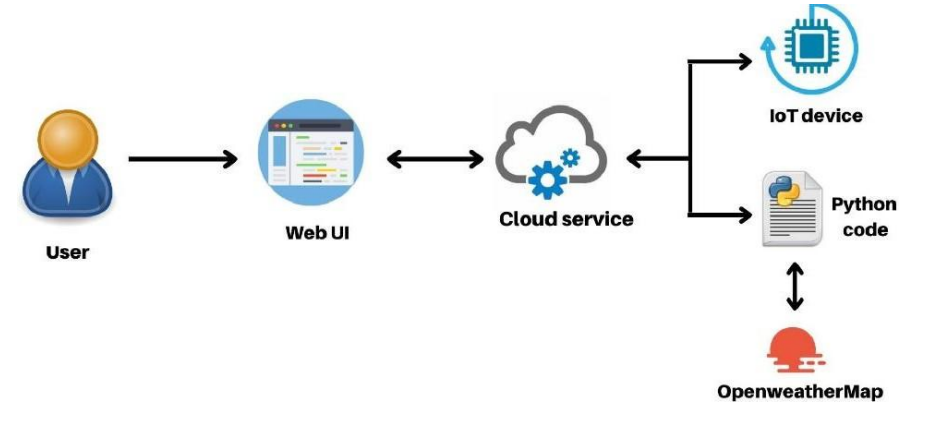 User
Web UI
Cloud service
IoT device
Python
code
OpenweatherMap